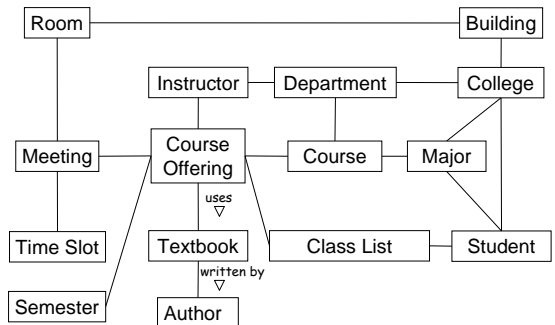 Room
Building
Instructor
Department
College
Meeting
Course
Offering
Course
Major
uses
▽
Time Slot
Textbook
Class List
Student
written by
▽
Semester
Author